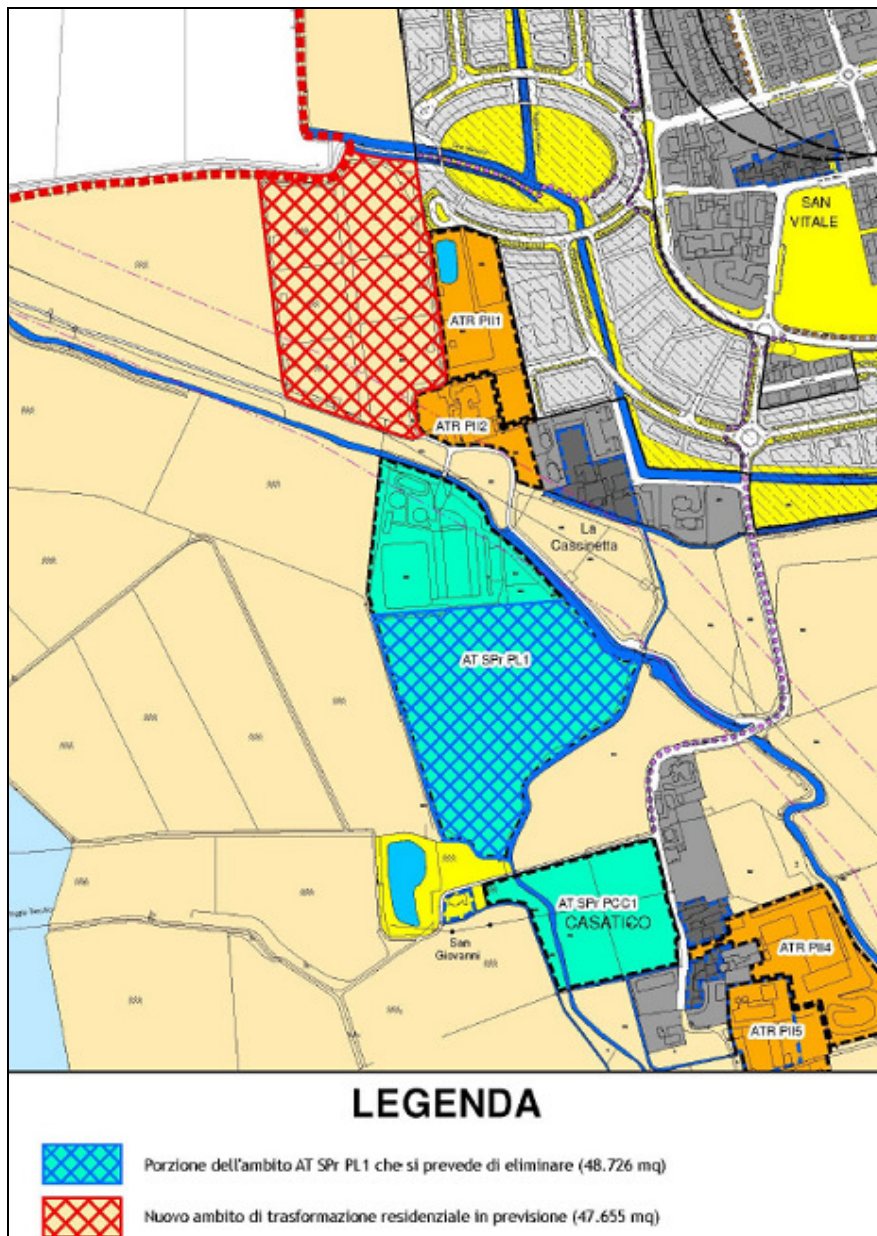 SAN
VITALE
ATR PII1
ATR PII2
La
Cassinetta
AT SPr PL1
AT SPr PCC1
CASATICO
San
Giovanni
ATR PII4
ATR PII5
LEGENDA
Porzione dell'ambito AT SPr PL1 che si prevede di eliminare (48.726 mq)
Nuovo ambito di trasformazione residenziale in previsione (47.655 mq)